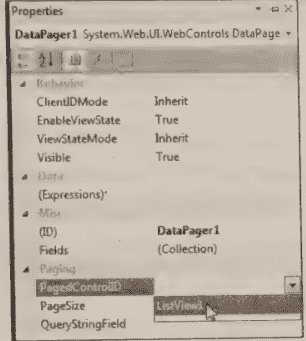 Properties
DataPager1 System.Web.UI.WebControls DataPage
Behavior
ClientIDMode Inherit
EnableViewState True
ViewStateMode Inherit
Visible True
Data
(Expressions)
Misc
(ID) DataPager1
Fields (Collection)
Paging
PagedControlID
PageSize ListView1
QueryStringField